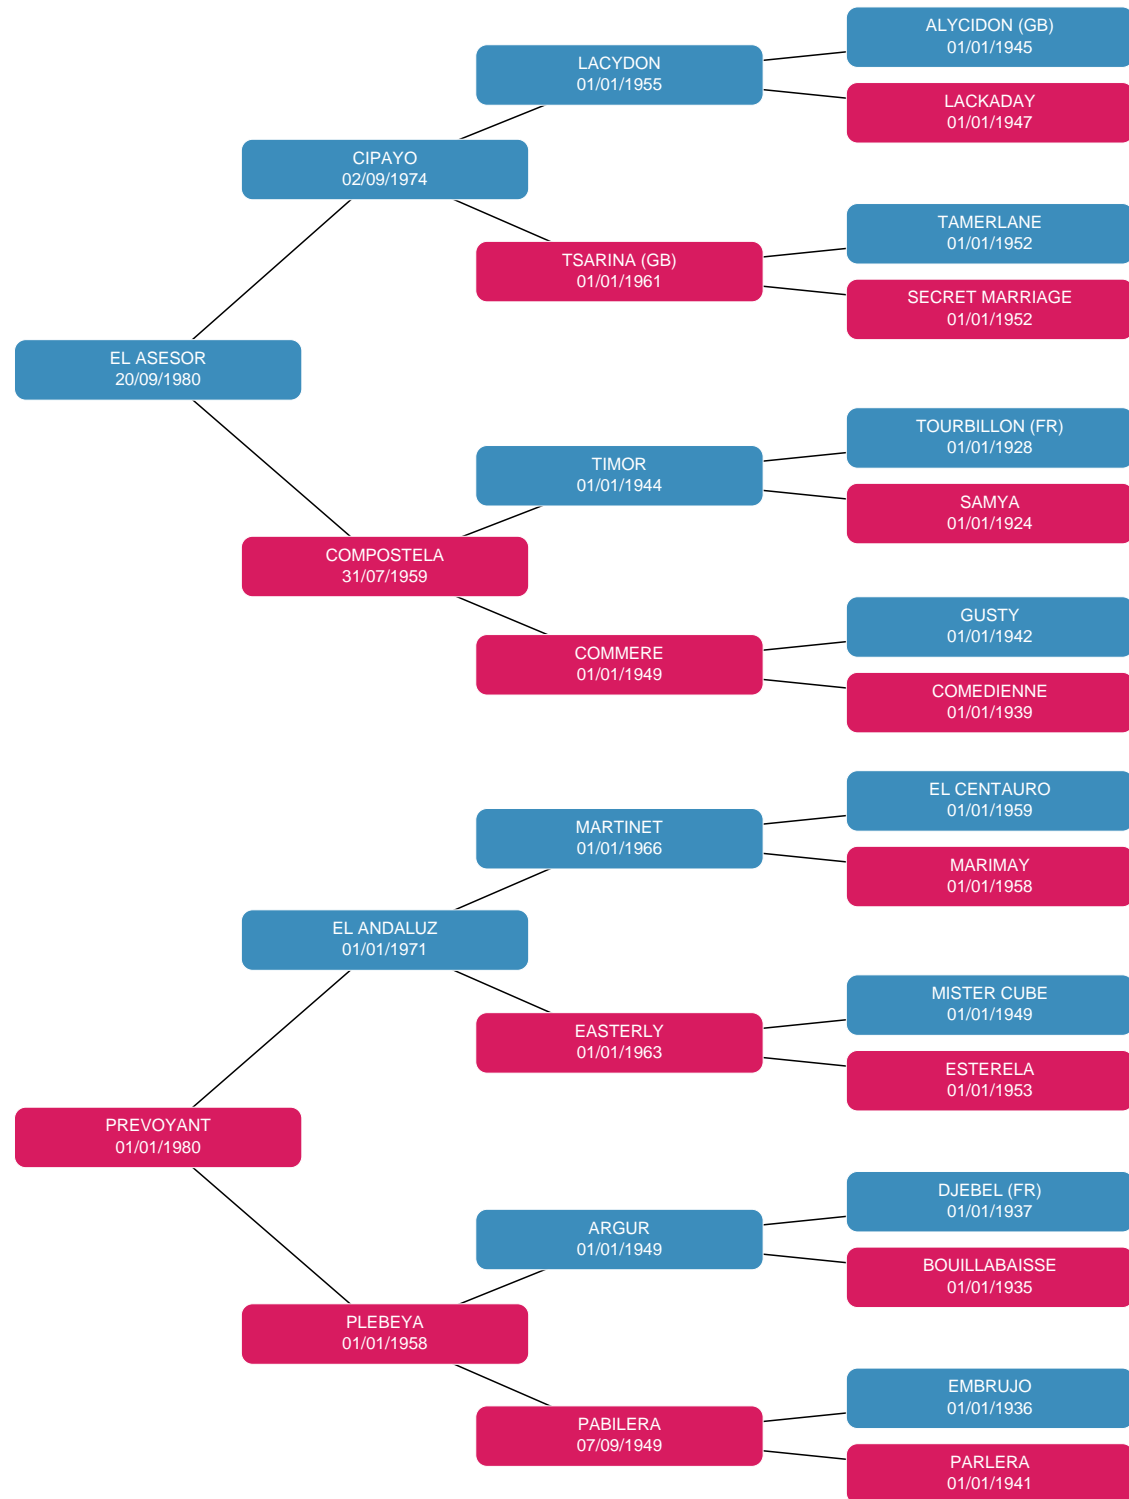 ALYCIDON (GB)
01/01/1945
LACYDON
01/01/1955
LACKADAY
01/01/1947
CIPAYO
02/09/1974
TAMERLANE
01/01/1952
TSARINA (GB)
01/01/1961
SECRET MARRIAGE
01/01/1952
EL ASESOR
20/09/1980
TOURBILLON (FR)
01/01/1928
TIMOR
01/01/1944
SAMYA
01/01/1924
COMPOSTELA
31/07/1959
GUSTY
01/01/1942
COMMERE
01/01/1949
COMEDIENNE
01/01/1939
EL CENTAURO
01/01/1959
MARTINET
01/01/1966
MARIMAY
01/01/1958
EL ANDALUZ
01/01/1971
MISTER CUBE
01/01/1949
EASTERLY
01/01/1963
ESTERELA
01/01/1953
PREVOYANT
01/01/1980
DJEBEL (FR)
01/01/1937
ARGUR
01/01/1949
BOUILLABAISSE
01/01/1935
PLEBEYA
01/01/1958
EMBRUJO
01/01/1936
PABILERA
07/09/1949
PARLERA
01/01/1941